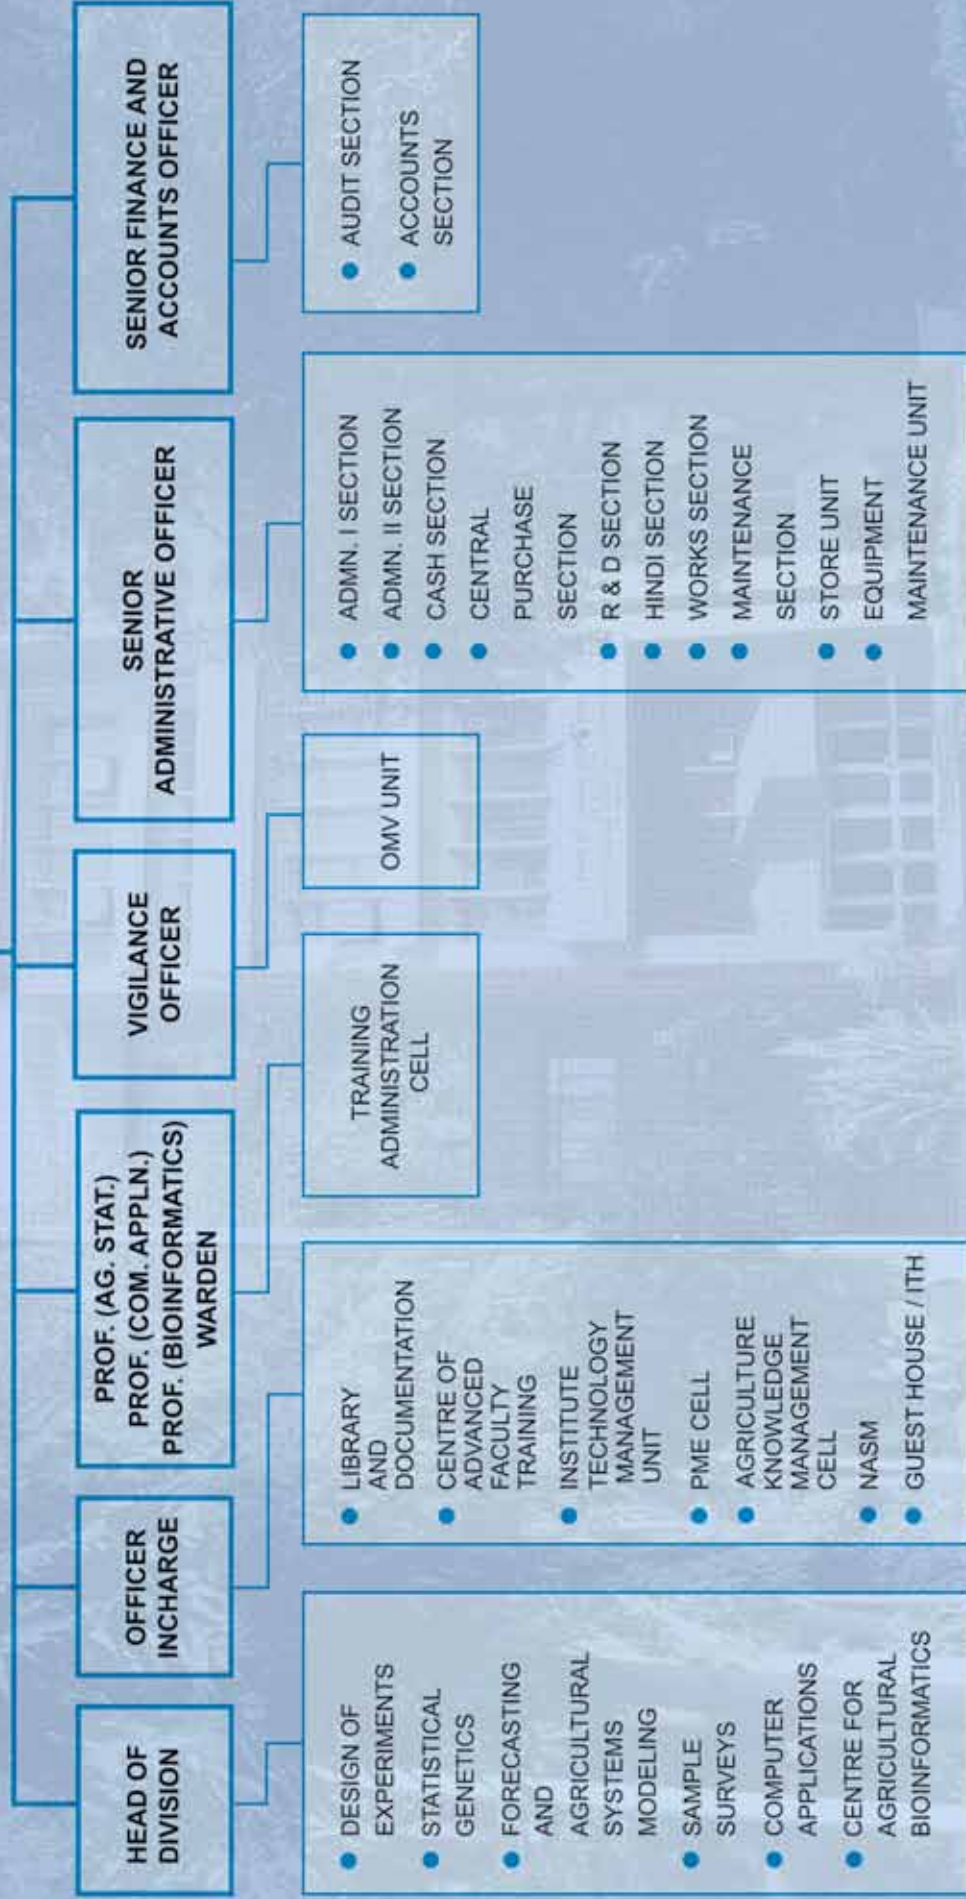 HEAD OF
DIVISION
OFFICER
INCHARGE
PROF. (AG. STAT.)
PROF. (COM. APPLN.)
PROF. (BIOINFORMATICS)
WARDEN
VIGILANCE
OFFICER
SENIOR
ADMINISTRATIVE OFFICER
SENIOR FINANCE AND
ACCOUNTS OFFICER
● DESIGN OF
EXPERIMENTS
● STATISTICAL
GENETICS
● FORECASTING
AND
AGRICULTURAL
SYSTEMS
MODELING
● SAMPLE
SURVEYS
● COMPUTER
APPLICATIONS
● CENTRE FOR
AGRICULTURAL
BIOINFORMATICS
● LIBRARY
AND
DOCUMENTATION
● CENTRE OF
ADVANCED
FACULTY
TRAINING
● INSTITUTE
TECHNOLOGY
MANAGEMENT
UNIT
● PME CELL
● AGRICULTURE
KNOWLEDGE
MANAGEMENT
CELL
● NASM
● GUEST HOUSE / ITH
TRAINING
ADMINISTRATION
CELL
OMV UNIT
● ADMN. I SECTION
● ADMN. II SECTION
● CASH SECTION
● CENTRAL
PURCHASE
SECTION
● R & D SECTION
● HINDI SECTION
● WORKS SECTION
● MAINTENANCE
SECTION
● STORE UNIT
● EQUIPMENT
MAINTENANCE UNIT
● AUDIT SECTION
● ACCOUNTS
SECTION